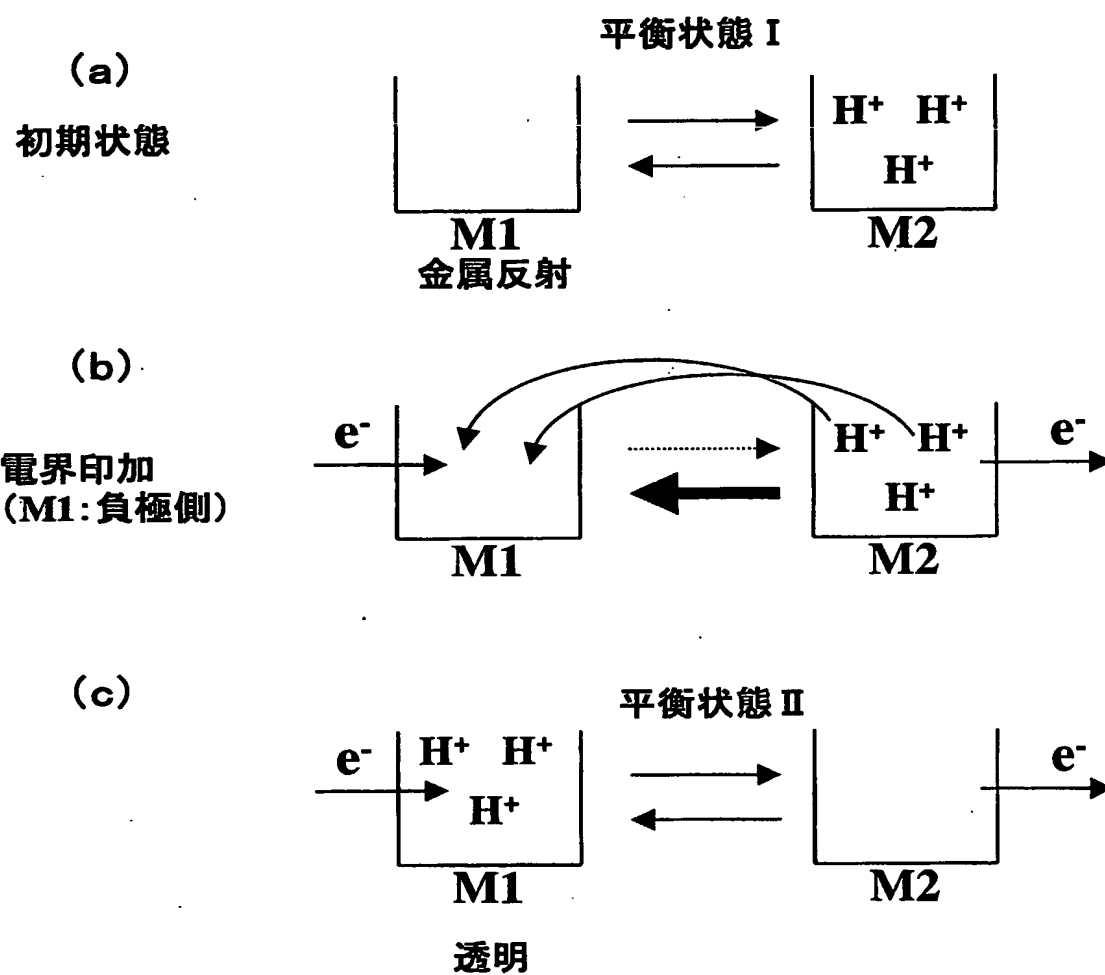 平衡状態 I
(a)
初期状態
H⁺ H⁺
H⁺
M1
M2
金属反射
(b)
電界印加
(M1:負極側)
e⁻
H⁺ H⁺
H⁺
e⁻
M1
M2
(c)
平衡状態 II
e⁻
H⁺ H⁺
H⁺
e⁻
M1
M2
透明